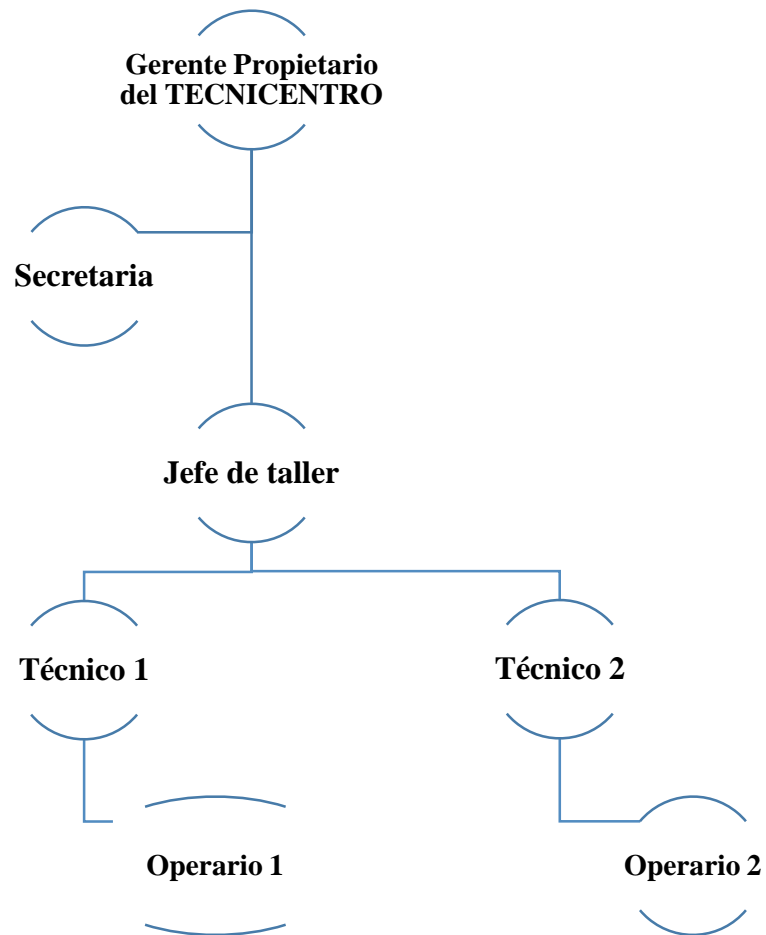 Gerente Propietario
del TECNICENTRO
Secretaria
Jefe de taller
Técnico 1
Técnico 2
Operario 1
Operario 2